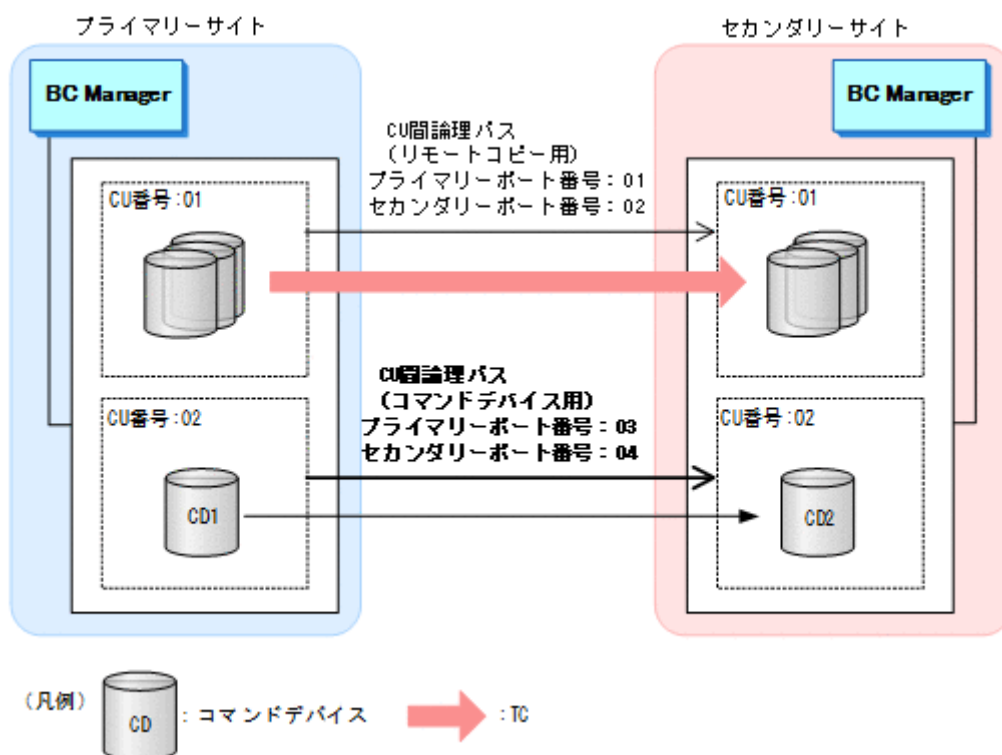 プライマリーサイト
セカンダリーサイト
BC Manager
BC Manager
CU間論理パス
(リモートコピー用)
プライマリーポート番号:01
セカンダリーポート番号:02
CU番号:01
CU番号:01
CU間論理パス
(コマンドデバイス用)
プライマリーポート番号:03
セカンダリーポート番号:04
CU番号:02
CU番号:02
CD1
CD2
(凡例)
CD
:コマンドデバイス
:TC